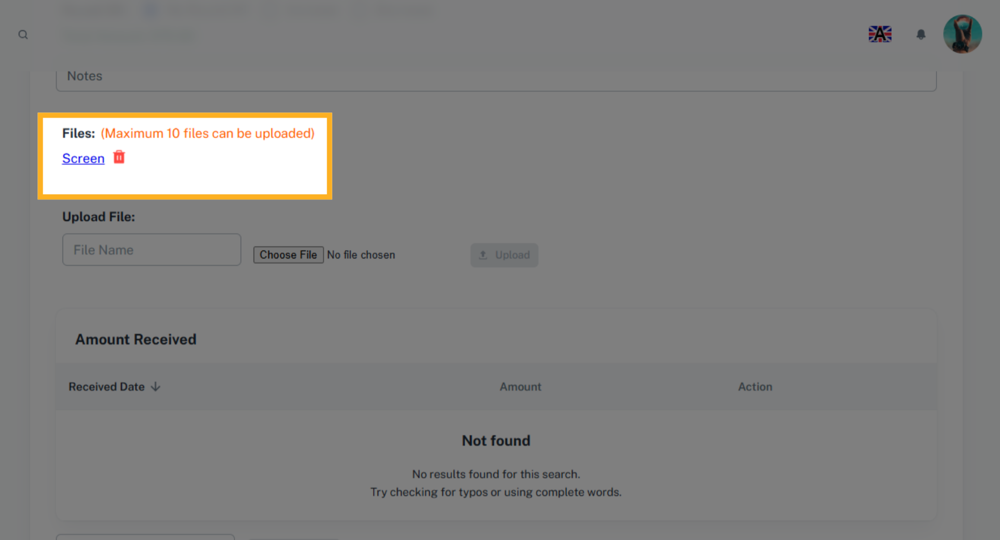 A
Notes
Files: (Maximum 10 files can be uploaded)
Screen
Upload File:
File Name
Choose File No file chosen
Upload
Amount Received
Received Date
Amount
Action
Not found
No results found for this search.
Try checking for typos or using complete words.